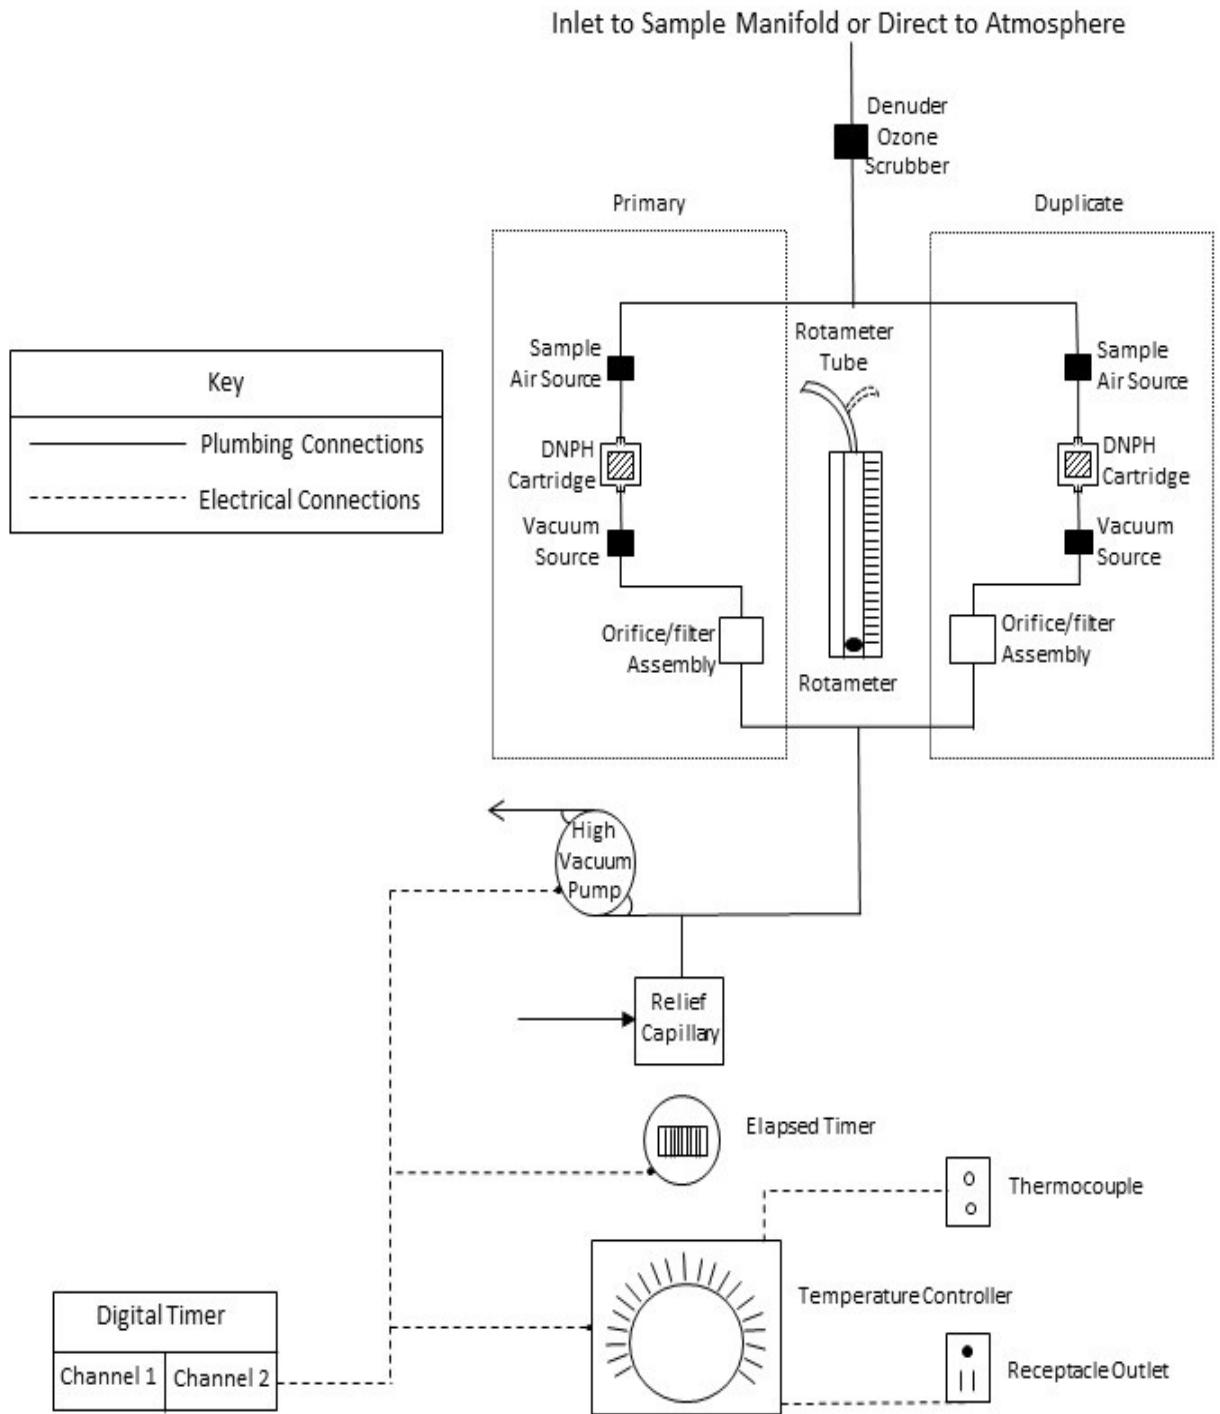 Inlet to Sample Manifold or Direct to Atmosphere
Denuder
Ozone
Scrubber
Primary
Duplicate
Rotameter
Tube
Sample
Air Source
Sample
Air Source
Key
Plumbing Connections
Electrical Connections
DNPH
Cartridge
DNPH
Cartridge
Vacuum
Source
Vacuum
Source
Orifice/filter
Assembly
Orifice/filter
Assembly
Rotameter
High
Vacuum
Pump
Relief
Capillary
Elapsed Timer
Thermocouple
Temperature Controller
Digital Timer
Channel 1
Channel 2
Receptacle Outlet